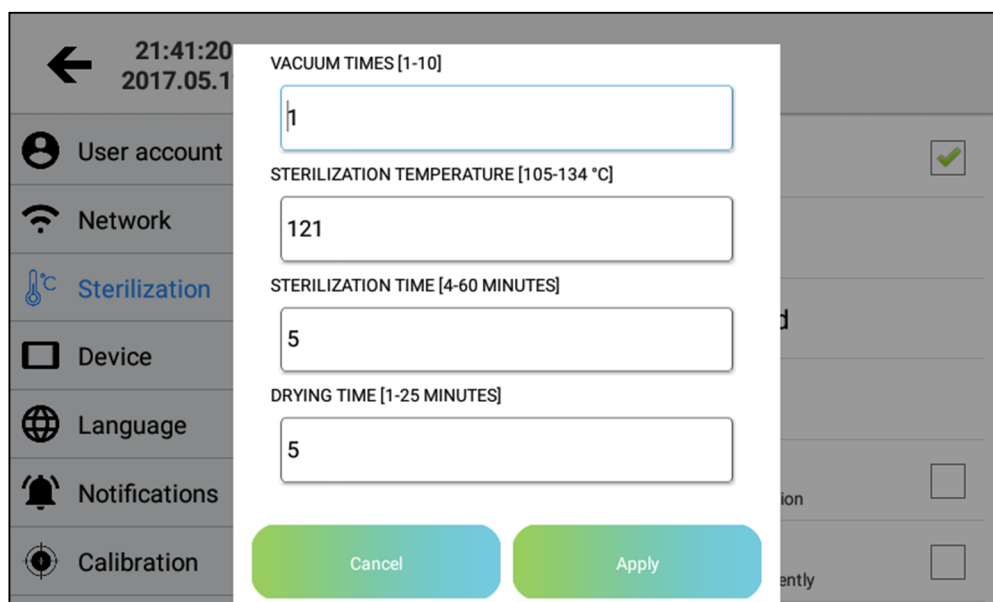 21:41:20
2017.05.1
User account
Network
°C
Sterilization
Device
Language
Notifications
Calibration
VACUUM TIMES [1-10]
1
STERILIZATION TEMPERATURE [105-134 °C]
121
STERILIZATION TIME [4-60 MINUTES]
5
DRYING TIME [1-25 MINUTES]
5
Cancel
Apply